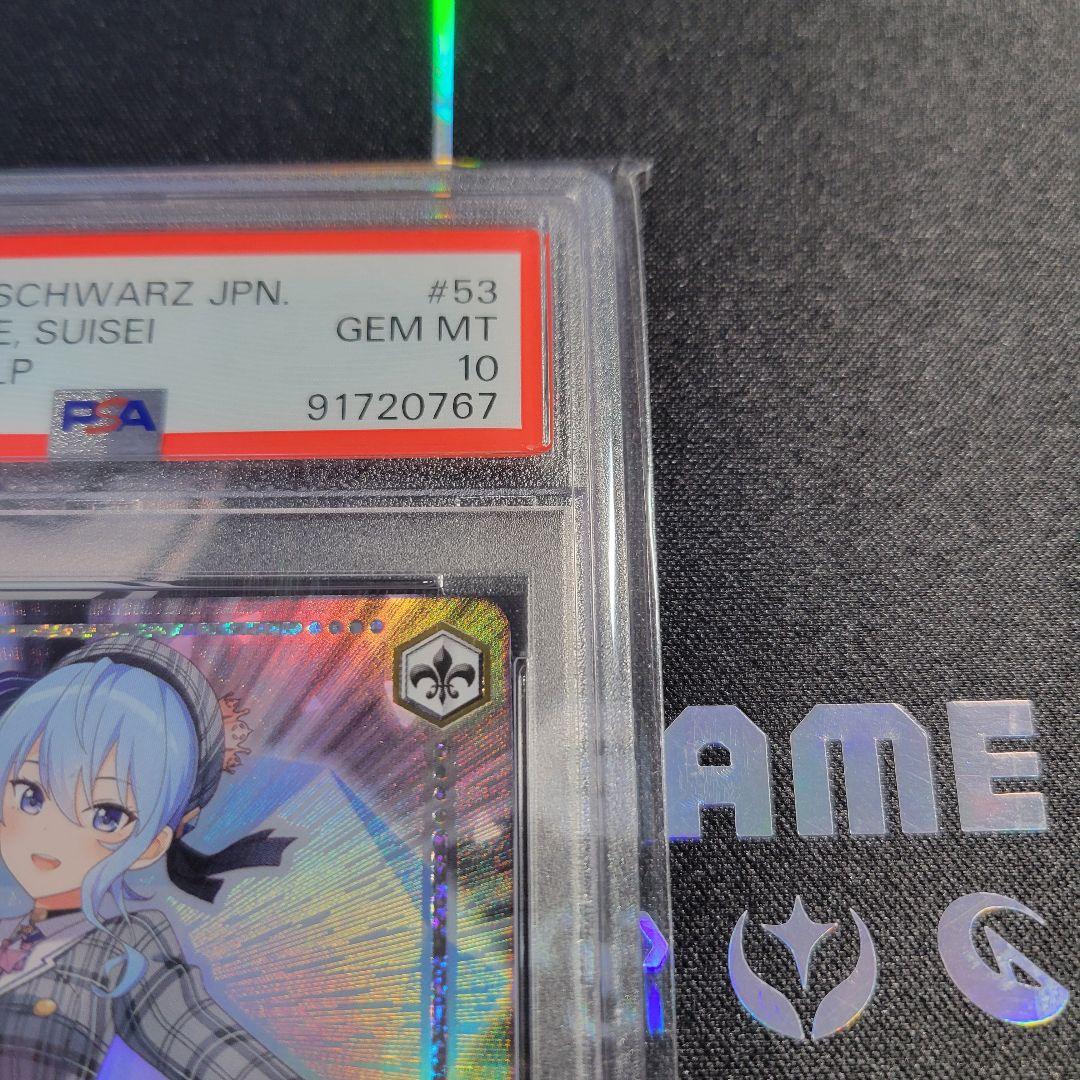 SCHWARZ JPN. #53
E, SUISEI GEM MT
LP 10
PSA 91720767
AME